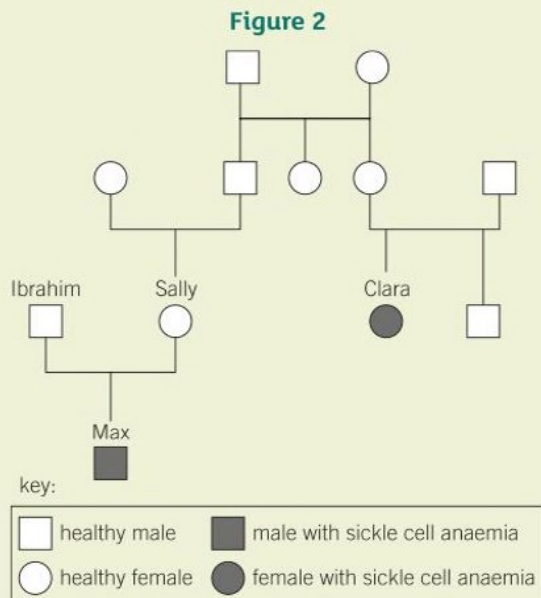 Figure 2
Ibrahim Sally Clara
Max
key:
healthy male male with sickle cell anaemia
healthy female female with sickle cell anaemia